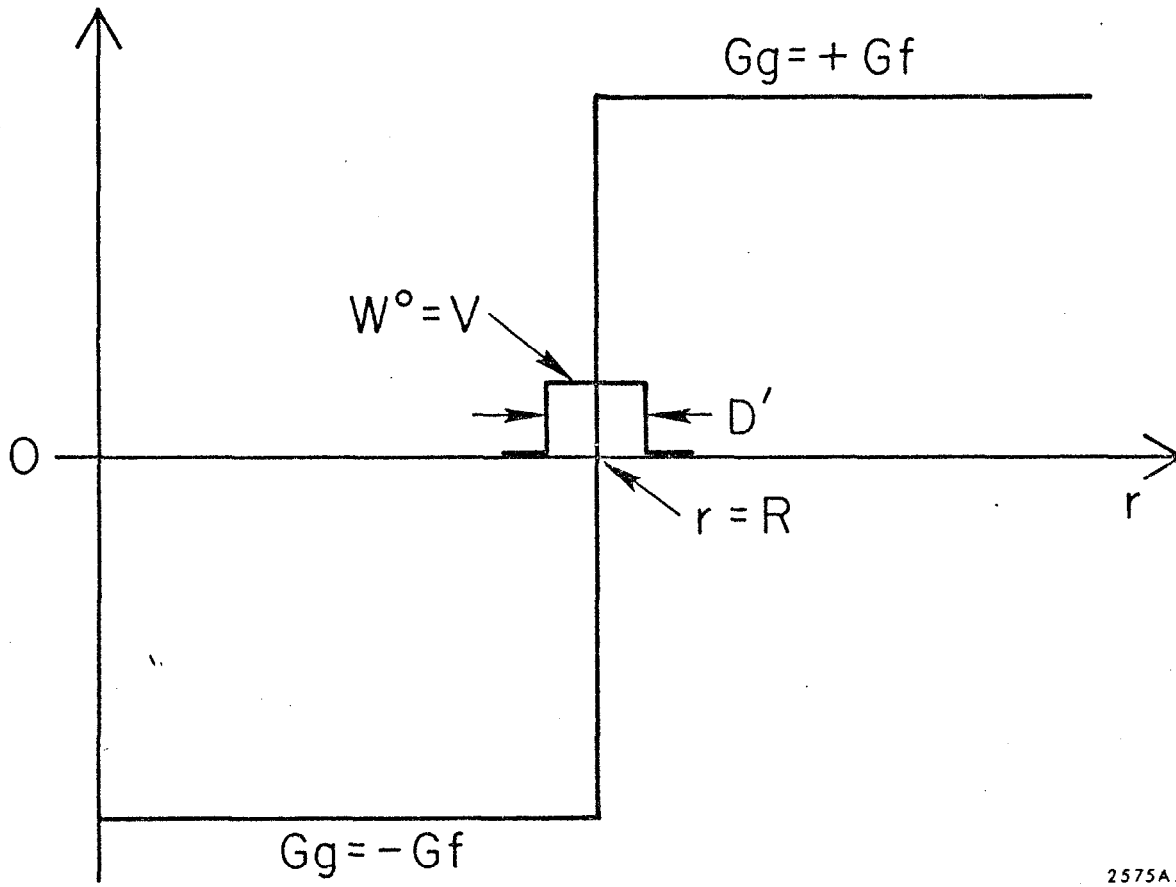 Gg = + Gf
W° = V
D′
O
r = R
r
Gg = - Gf
2575A